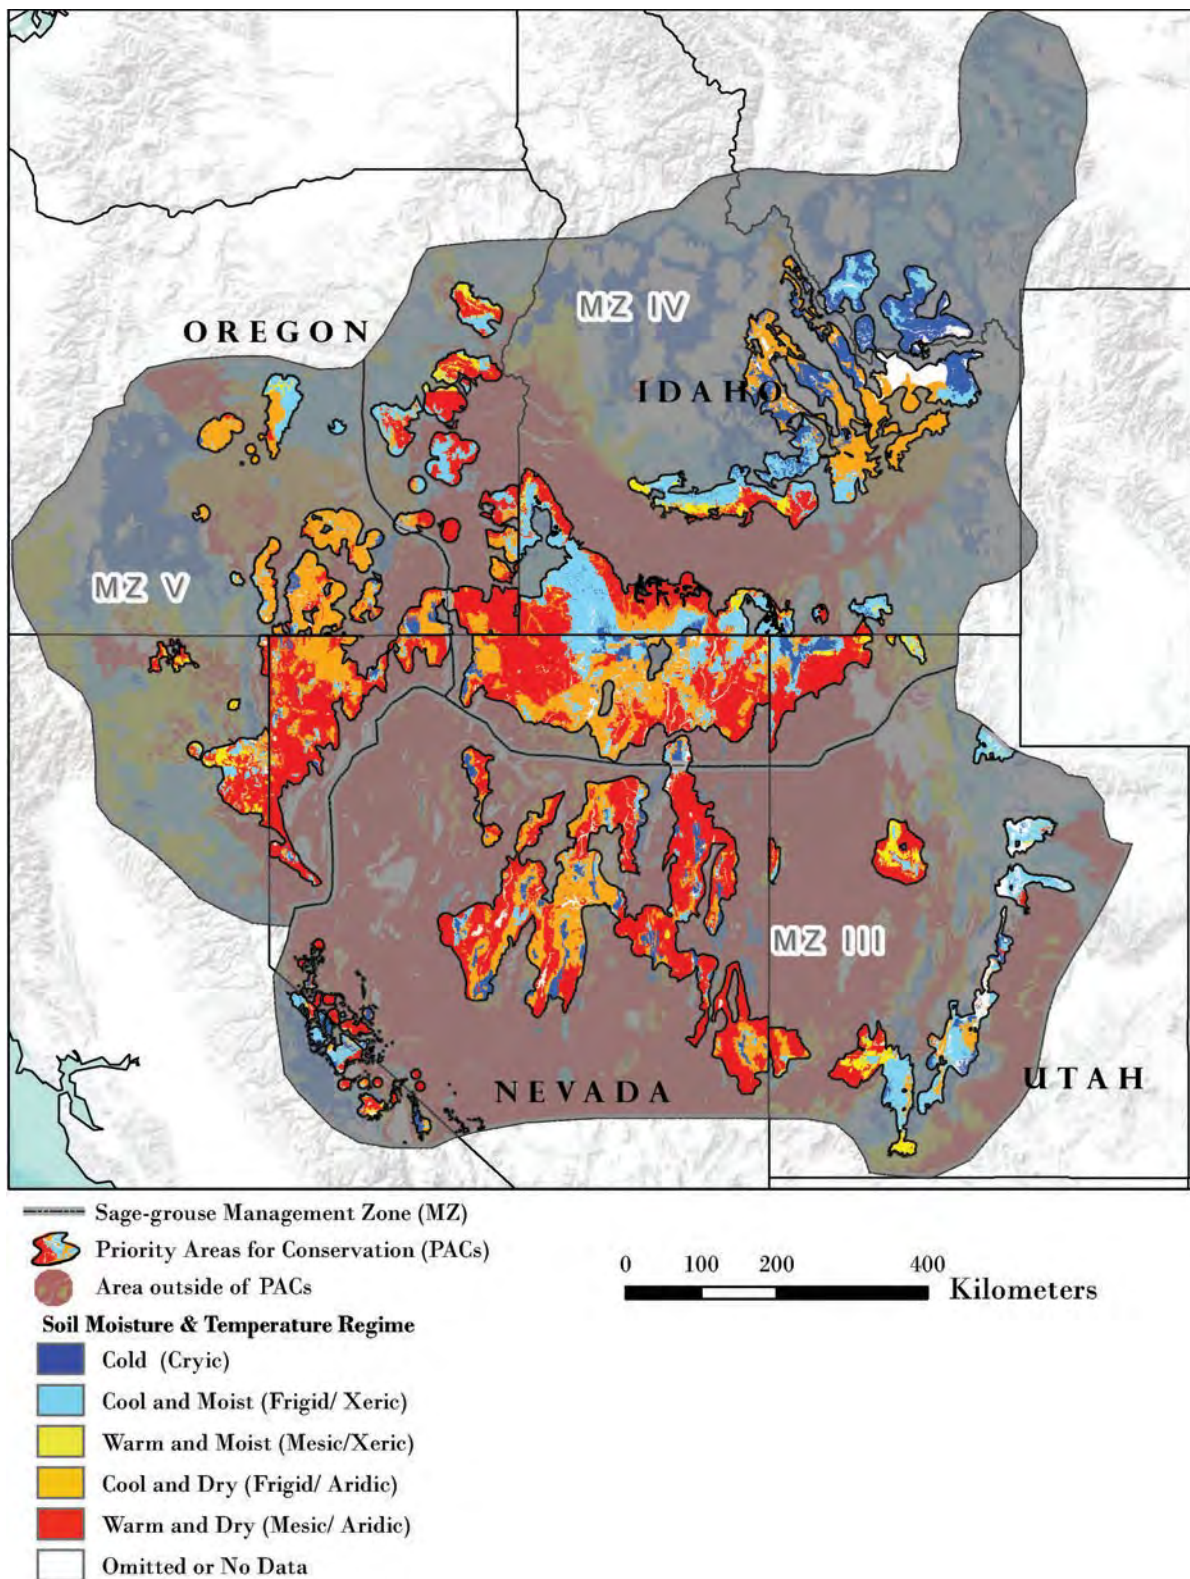 MZ IV
OREGON
IDAHO
MZ V
MZ III
NEVADA
UTAH
Sage-grouse Management Zone (MZ)
Priority Areas for Conservation (PACs)
Area outside of PACs
0 100 200 400 Kilometers
Soil Moisture & Temperature Regime
Cold (Cryic)
Cool and Moist (Frigid/ Xeric)
Warm and Moist (Mesic/Xeric)
Cool and Dry (Frigid/ Aridic)
Warm and Dry (Mesic/ Aridic)
Omitted or No Data